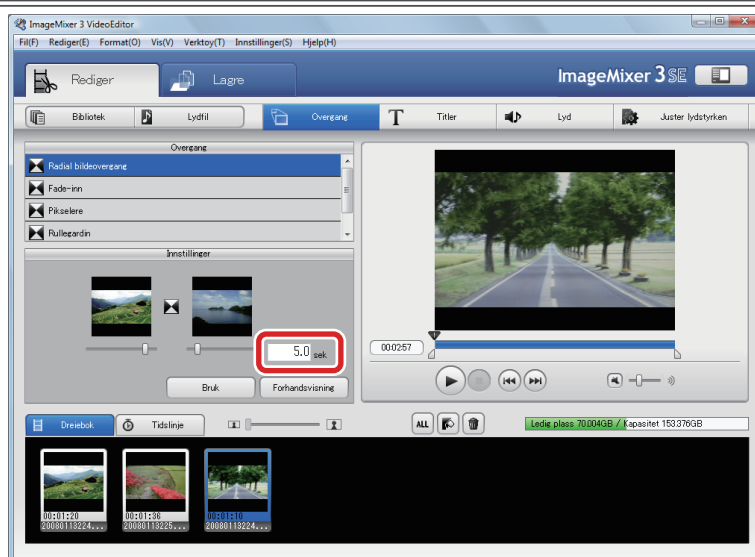 ImageMixer 3 VideoEditor
Fil(F) Rediger(E) Format(O) Vis(V) Verktoy(T) Innstillinger(S) Hjelp(H)
Rediger Lagre ImageMixer 3 SE
Bibliotek Lydfil Overgang T Titler Lyd Juster lydstyrken
Overgang
Radial bildeovergang
Fade-inn
Pikselere
Rullegardin
Innstillinger
5.0 sek
00:02:57
Bruk Forhandsvisning
Dreiebok Tidslinje ALL Ledig plass 70.004GB / Kapasitet 153.376GB
00:01:20 00:01:36 00:01:10
20080113224... 20080113225... 20080113224...